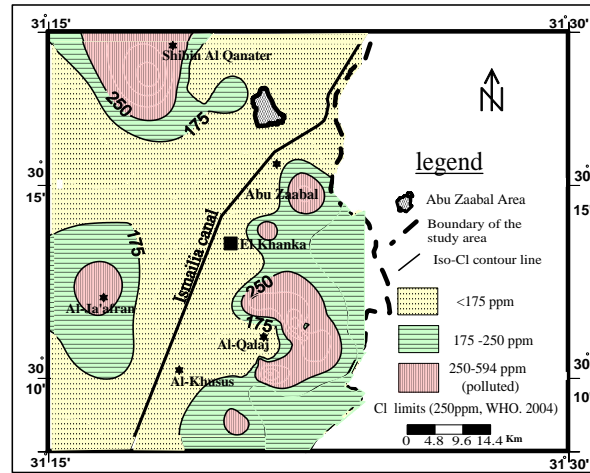 31° 15'
31° 30'
Shibin Al Qanater
250
175
30°
15'
30°
15'
Abu Zaabal
legend
Abu Zaabal Area
Boundary of the
study area
Iso-Cl contour line
<175 ppm
175 -250 ppm
250-594 ppm
(polluted)
Cl limits (250ppm, WHO. 2004)
0 4.8 9.6 14.4 Km
N
175
Ismailia canal
El Khanka
250
175
Al-Ja'afran
Al-Qalaj
Al-Khusus
30°
10'
30°
10'
31° 15'
31° 30'